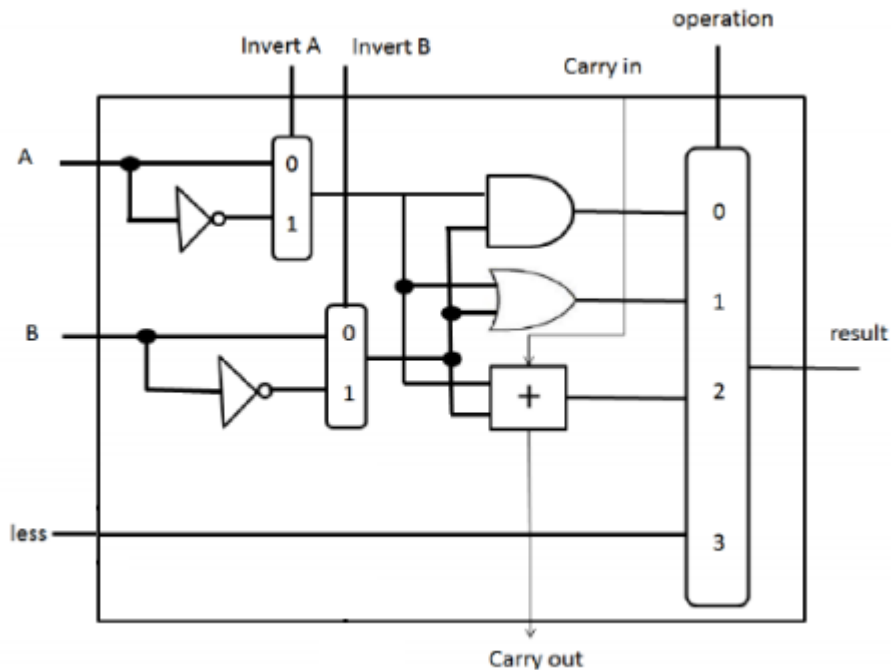 operation
Invert A
Invert B
Carry in
A
0
1
0
1
B
0
1
+
2
result
less
3
Carry out